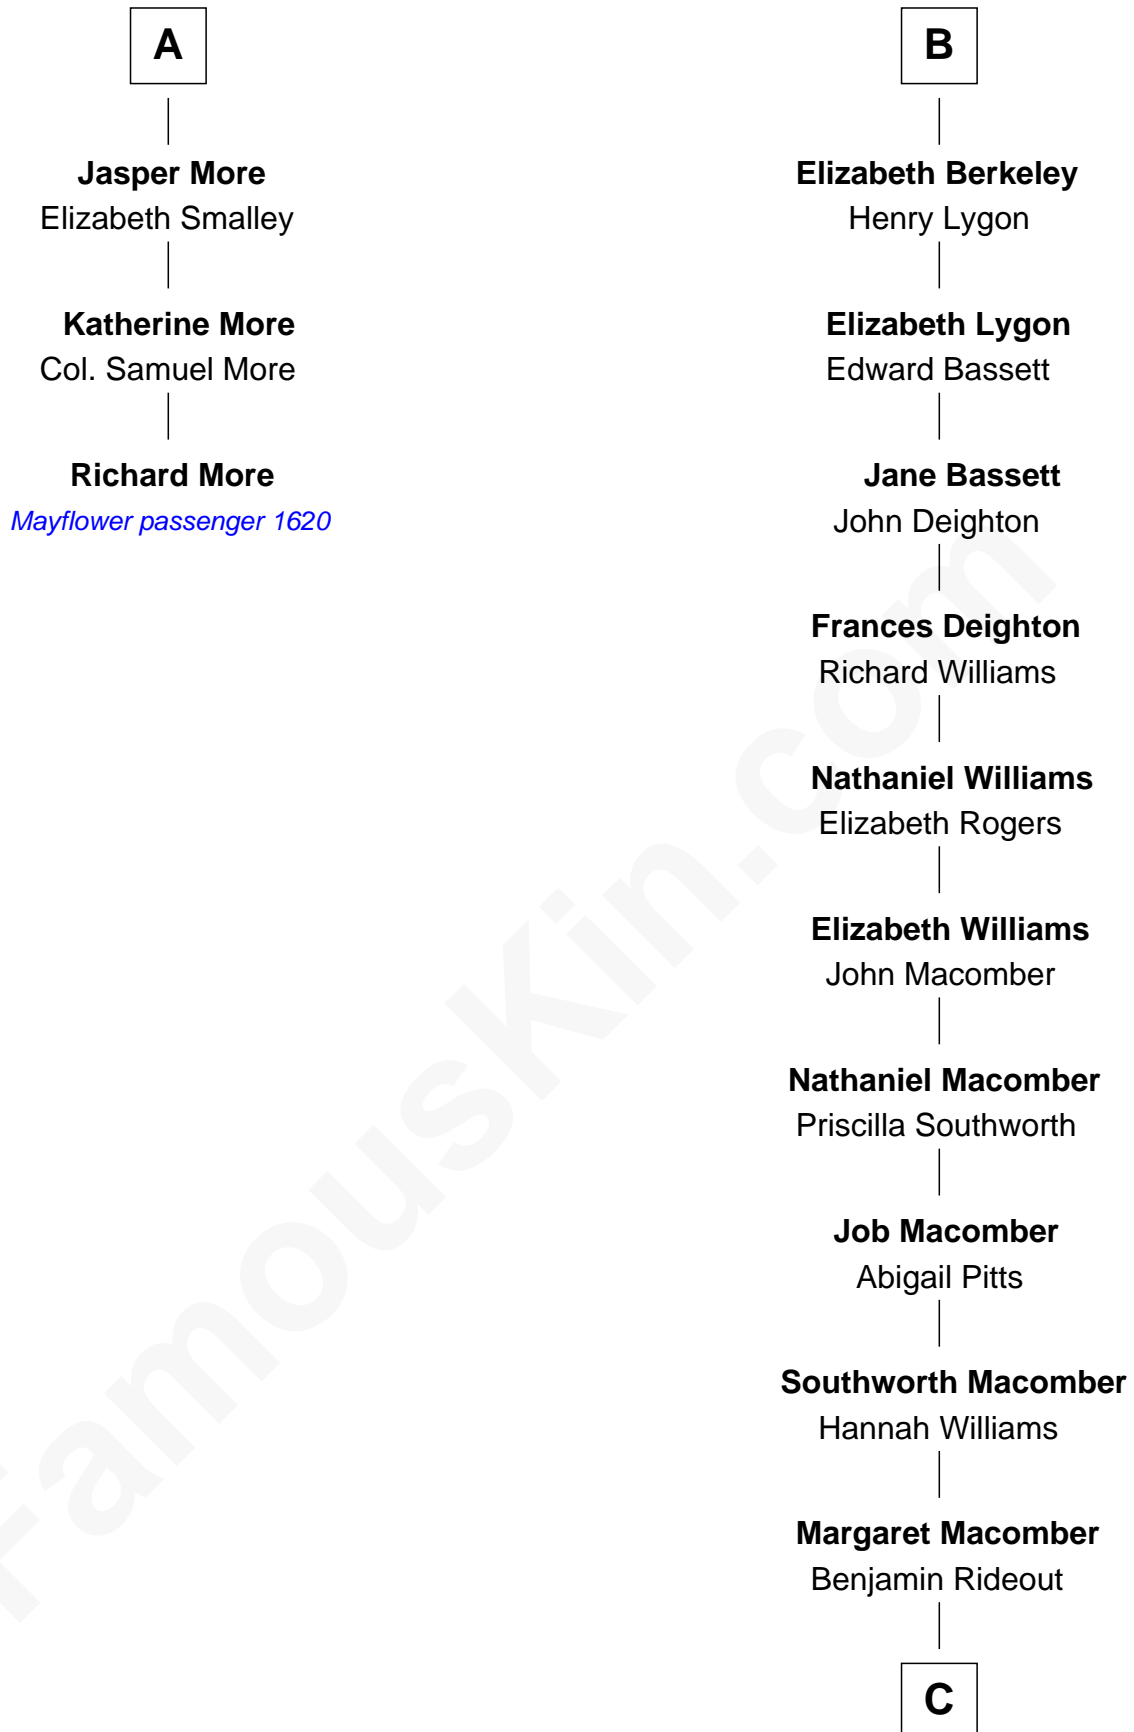 A
Jasper More
Elizabeth Smalley
Katherine More
Col. Samuel More
Richard More
Mayflower passenger 1620
B
Elizabeth Berkeley
Henry Lygon
Elizabeth Lygon
Edward Bassett
Jane Bassett
John Deighton
Frances Deighton
Richard Williams
Nathaniel Williams
Elizabeth Rogers
Elizabeth Williams
John Macomber
Nathaniel Macomber
Priscilla Southworth
Job Macomber
Abigail Pitts
Southworth Macomber
Hannah Williams
Margaret Macomber
Benjamin Rideout
C
FamousKin.com